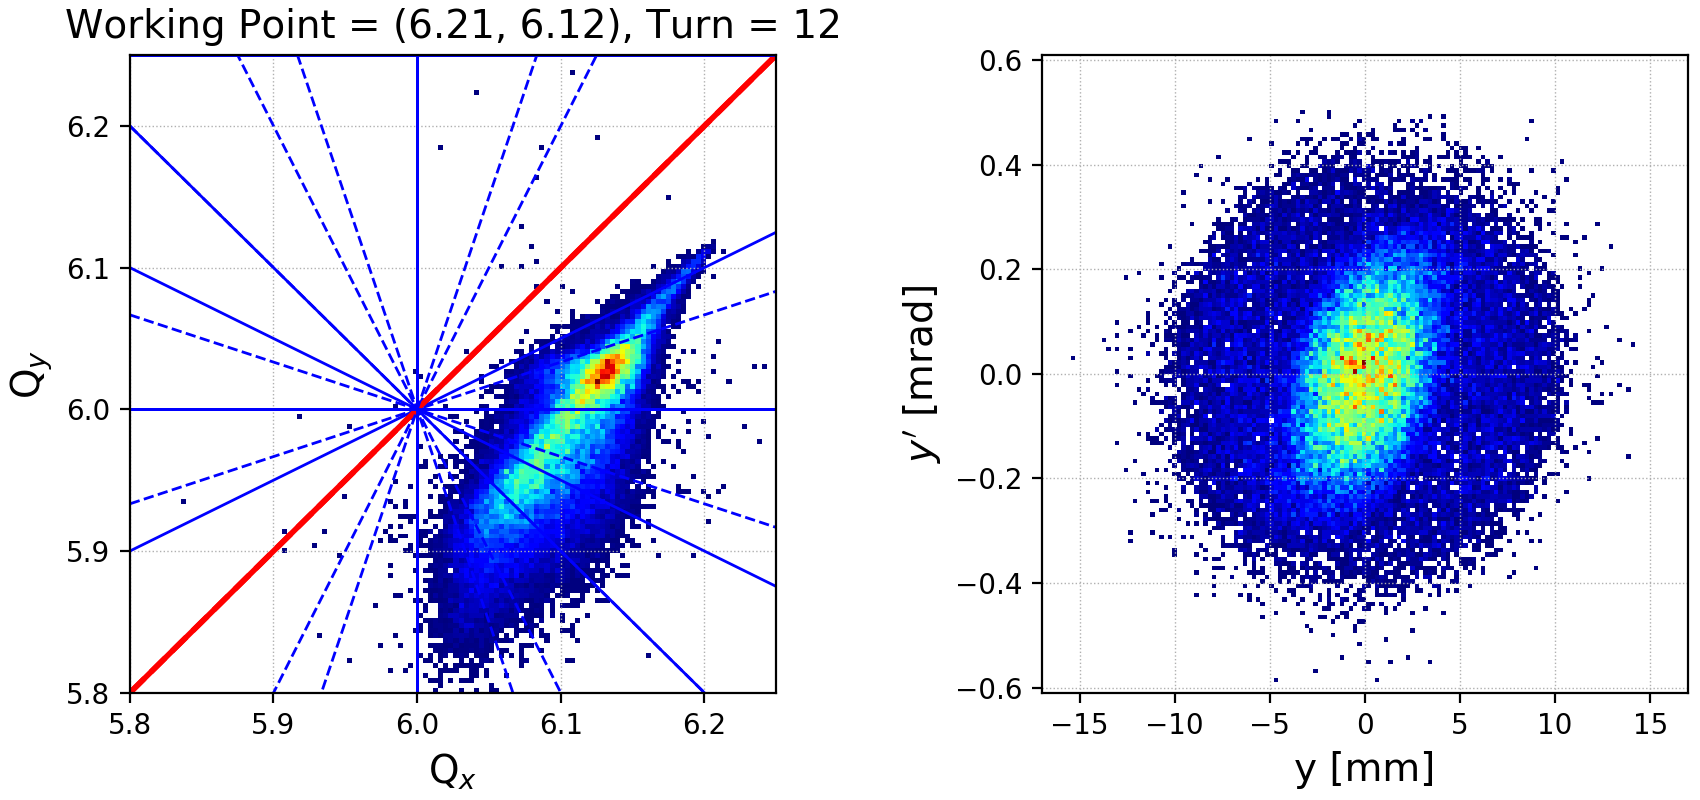 Working Point = (6.21, 6.12), Turn = 12
6.2
6.1
6.0
5.9
5.8
Q_y
5.8 5.9 6.0 6.1 6.2
Q_x
0.6
0.4
0.2
0.0
−0.2
−0.4
−0.6
y′ [mrad]
−15 −10 −5 0 5 10 15
y [mm]